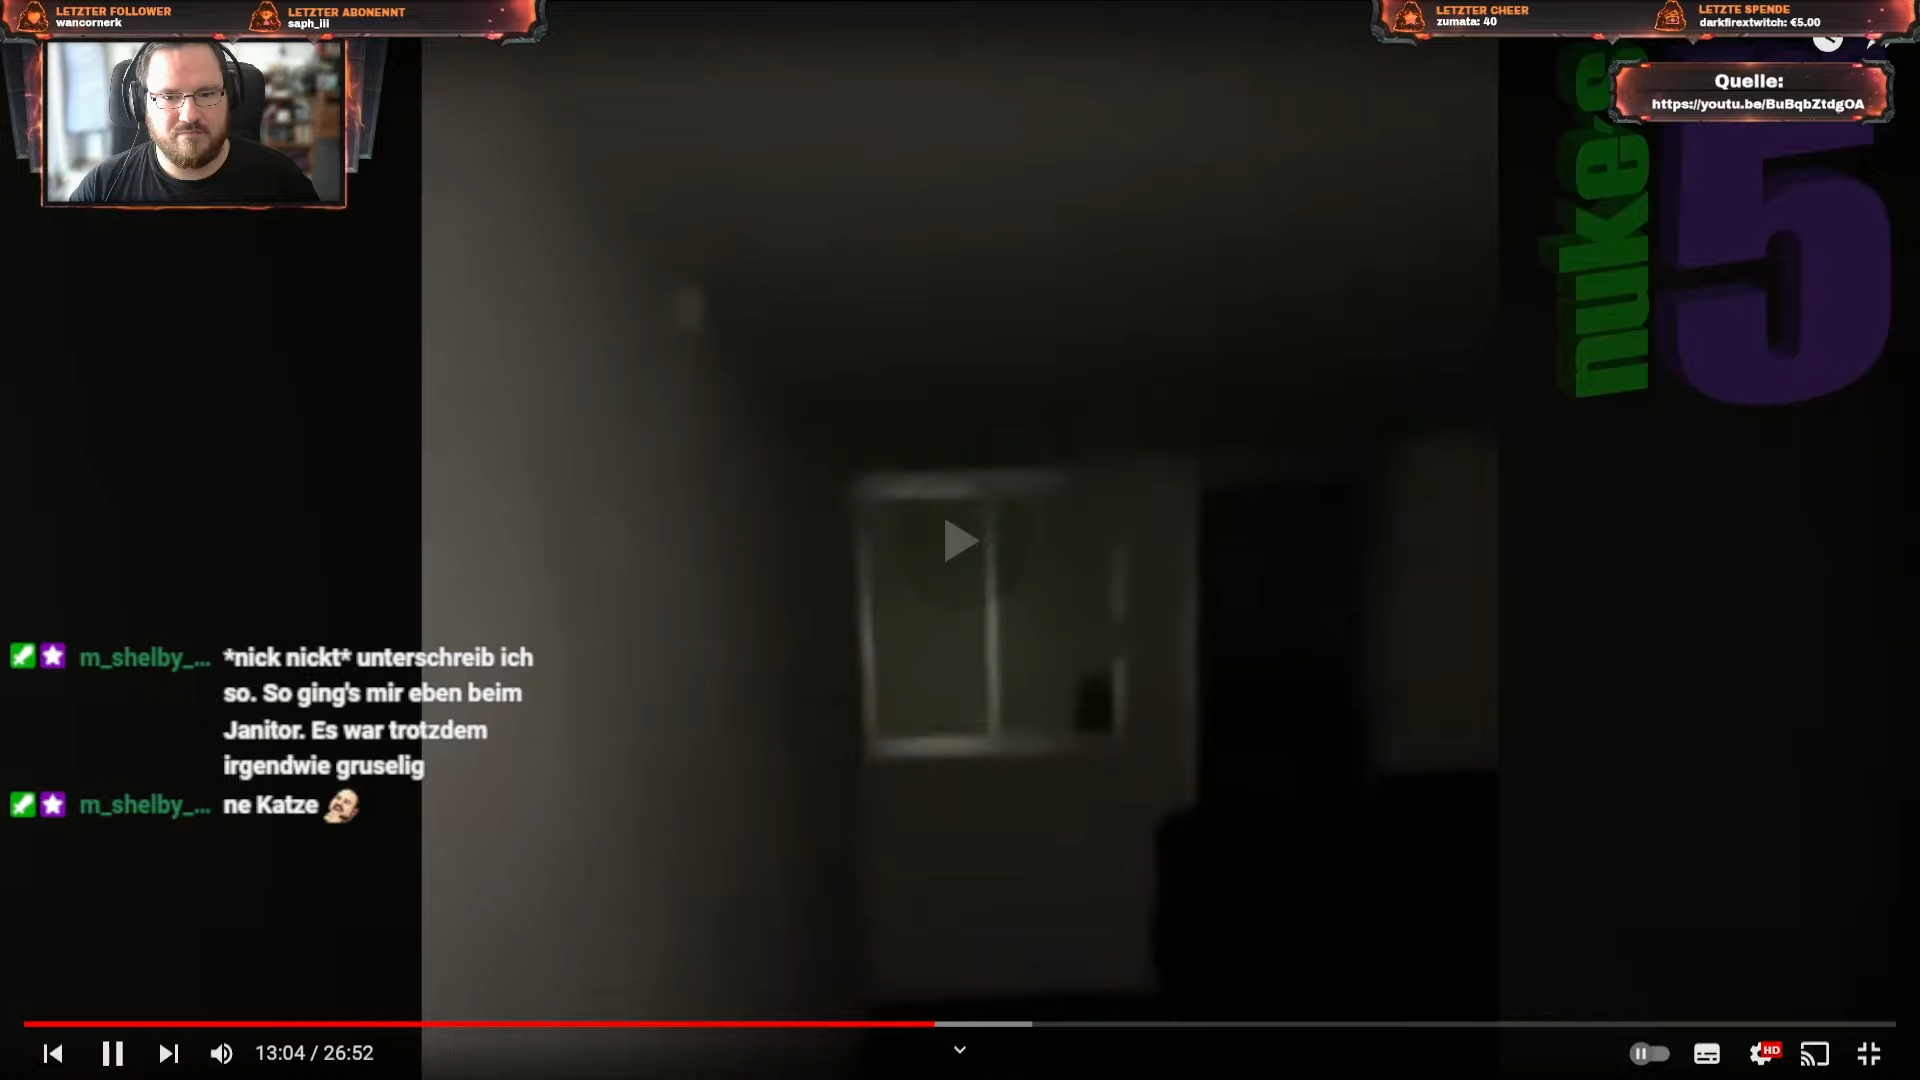 LETZTER FOLLOWER
wancornerk
LETZTER ABONENNT
saph_iii
LETZTER CHEER
zumata: 40
LETZTE SPENDE
darkfirextwitch: €5.00
Quelle:
https://youtu.be/BuBqbZtdgOA
nuke's
5
m_shelby_... *nick nickt* unterschreib ich
so. So ging's mir eben beim
Janitor. Es war trotzdem
irgendwie gruselig
m_shelby_... ne Katze
13:04 / 26:52
HD